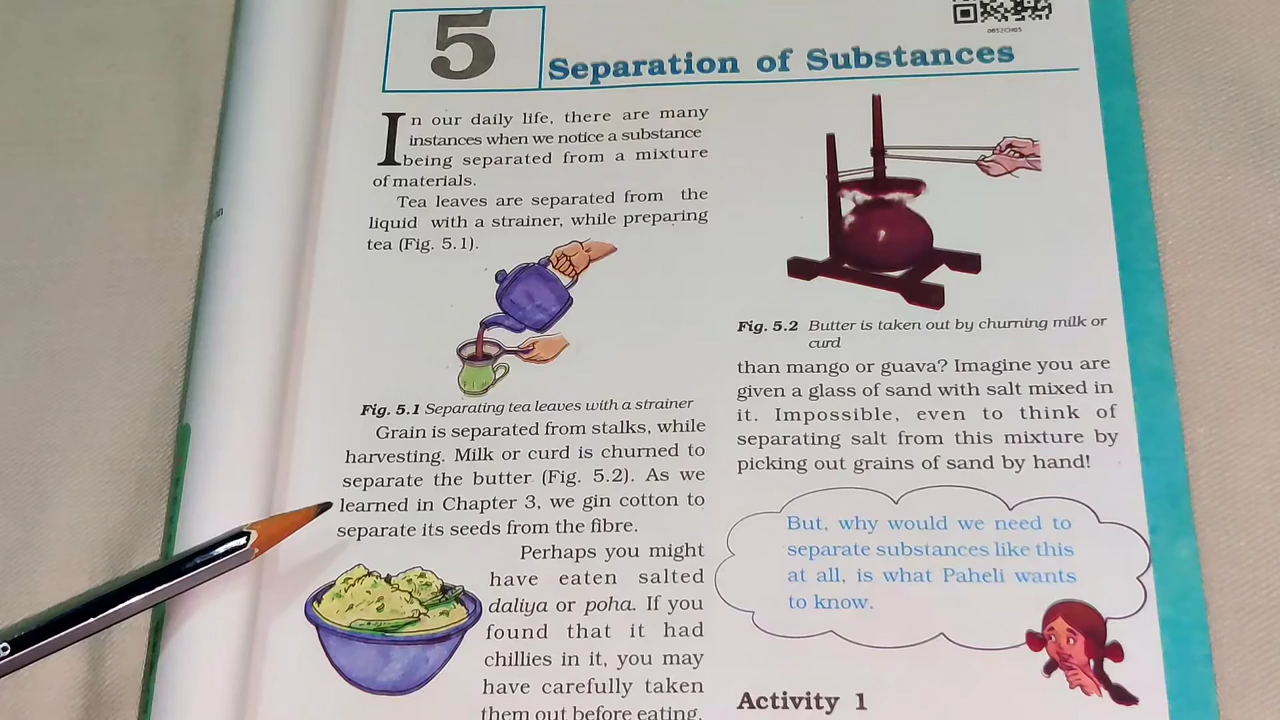 5
Separation of Substances
In our daily life, there are many
instances when we notice a substance
being separated from a mixture
of materials.
Tea leaves are separated from the
liquid with a strainer, while preparing
tea (Fig. 5.1).
Fig. 5.1 Separating tea leaves with a strainer
Grain is separated from stalks, while
harvesting. Milk or curd is churned to
separate the butter (Fig. 5.2). As we
learned in Chapter 3, we gin cotton to
separate its seeds from the fibre.
Perhaps you might
have eaten salted
daliya or poha. If you
found that it had
chillies in it, you may
have carefully taken
them out before eating.
Fig. 5.2 Butter is taken out by churning milk or
curd
than mango or guava? Imagine you are
given a glass of sand with salt mixed in
it. Impossible, even to think of
separating salt from this mixture by
picking out grains of sand by hand!
But, why would we need to
separate substances like this
at all, is what Paheli wants
to know.
Activity 1